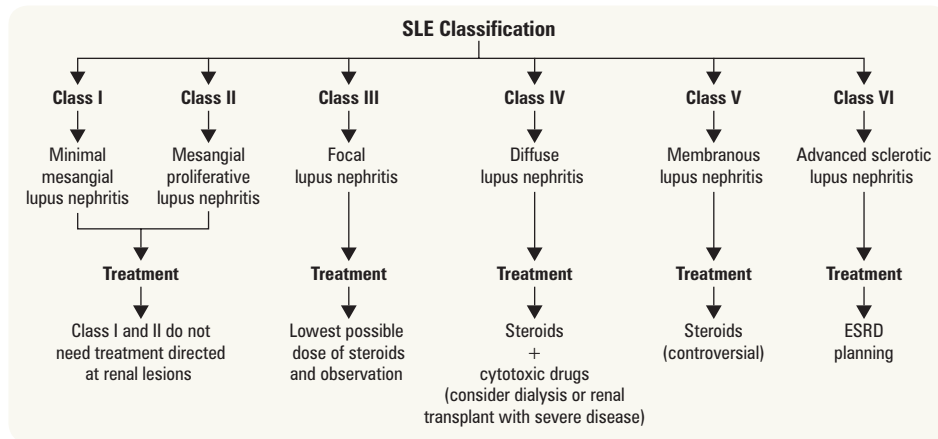 SLE Classification
Class I
Class II
Class III
Class IV
Class V
Class VI
Minimal
mesangial
lupus nephritis
Mesangial
proliferative
lupus nephritis
Focal
lupus nephritis
Diffuse
lupus nephritis
Membranous
lupus nephritis
Advanced sclerotic
lupus nephritis
Treatment
Treatment
Treatment
Treatment
Treatment
Class I and II do not
need treatment directed
at renal lesions
Lowest possible
dose of steroids
and observation
Steroids
+
cytotoxic drugs
(consider dialysis or renal
transplant with severe disease)
Steroids
(controversial)
ESRD
planning